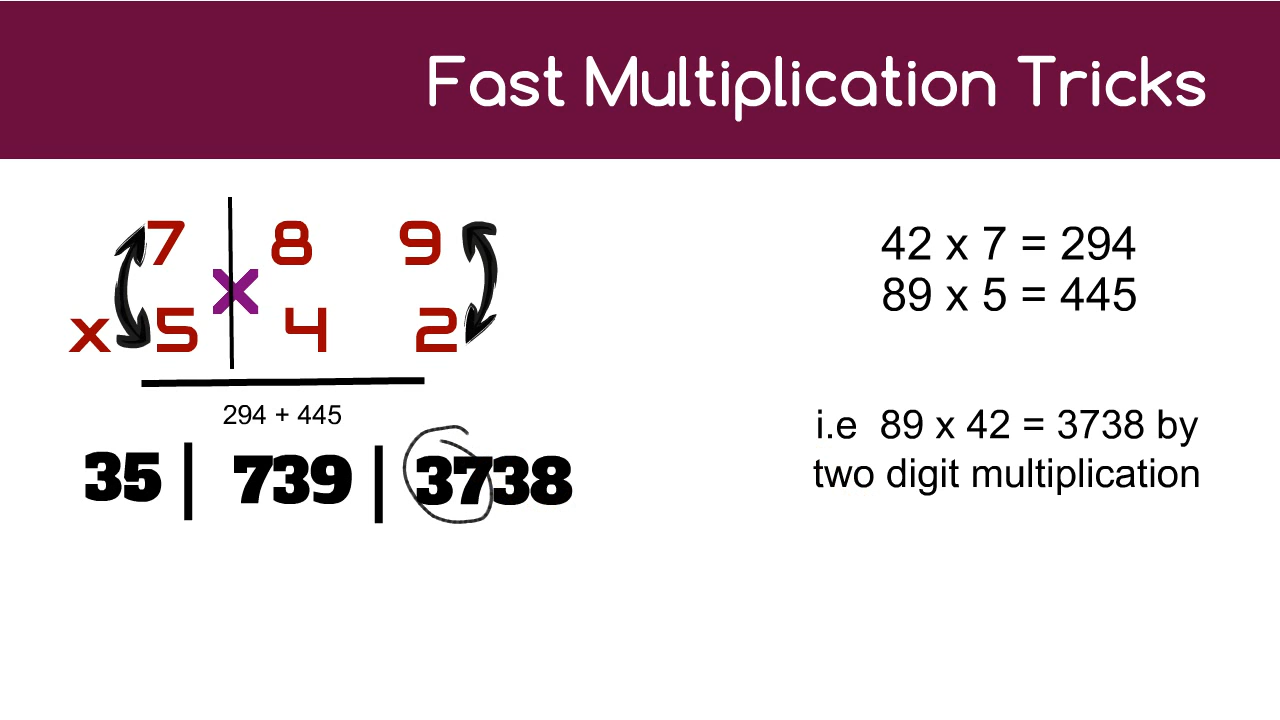 Fast Multiplication Tricks
7 | 8 9
x
x 5 | 4 2
294 + 445
35 | 739 | 3738
42 x 7 = 294
89 x 5 = 445
i.e 89 x 42 = 3738 by
two digit multiplication